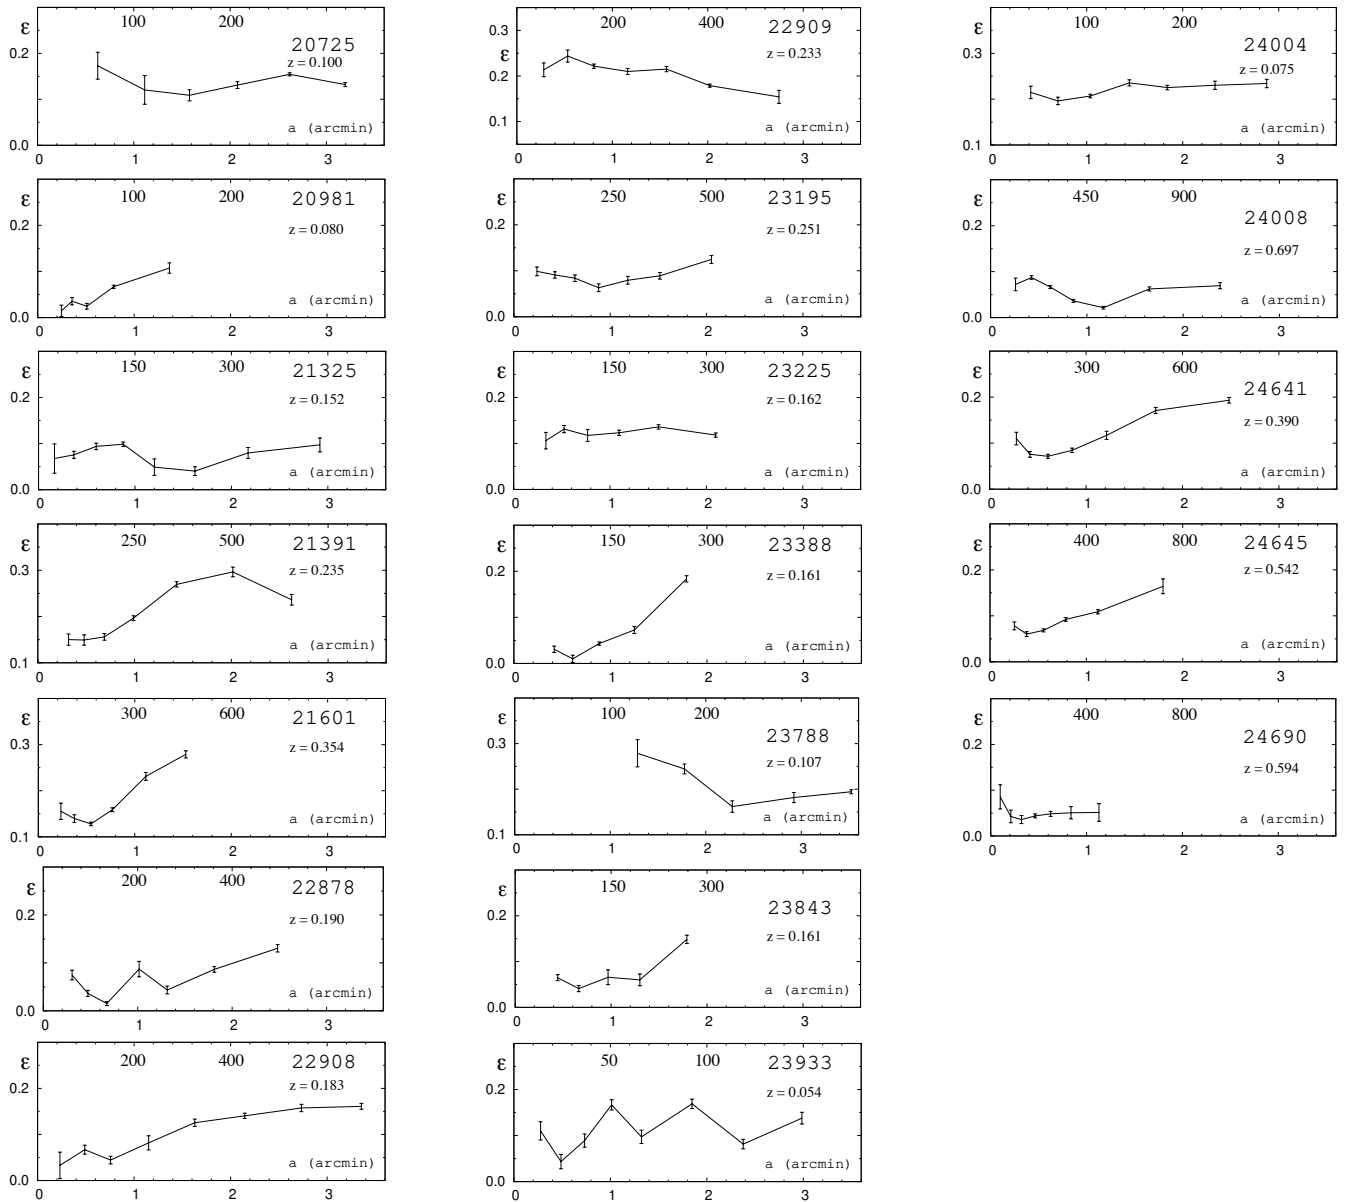 100 200
ε 20725
0.2 z = 0.100
a (arcmin)
0.0
0 1 2 3
100 200
ε 20981
0.2 z = 0.080
a (arcmin)
0.0
0 1 2 3
150 300
ε 21325
0.2 z = 0.152
a (arcmin)
0.0
0 1 2 3
250 500
ε 21391
0.3 z = 0.235
a (arcmin)
0.1
0 1 2 3
300 600
ε 21601
0.3 z = 0.354
a (arcmin)
0.1
0 1 2 3
200 400
ε 22878
0.2 z = 0.190
a (arcmin)
0.0
0 1 2 3
200 400
ε 22908
0.2 z = 0.183
a (arcmin)
0.0
0 1 2 3
200 400
0.3 22909
ε z = 0.233
0.2
0.1 a (arcmin)
0 1 2 3
250 500
ε 23195
0.2 z = 0.251
a (arcmin)
0.0
0 1 2 3
150 300
ε 23225
0.2 z = 0.162
a (arcmin)
0.0
0 1 2 3
150 300
ε 23388
0.2 z = 0.161
a (arcmin)
0.0
0 1 2 3
100 200
ε 23788
0.3 z = 0.107
a (arcmin)
0.1
0 1 2 3
150 300
ε 23843
0.2 z = 0.161
a (arcmin)
0.0
0 1 2 3
50 100
ε 23933
0.2 z = 0.054
a (arcmin)
0.0
0 1 2 3
100 200
ε 24004
0.3 z = 0.075
a (arcmin)
0.1
0 1 2 3
450 900
ε 24008
0.2 z = 0.697
a (arcmin)
0.0
0 1 2 3
300 600
ε 24641
0.2 z = 0.390
a (arcmin)
0.0
0 1 2 3
400 800
ε 24645
0.2 z = 0.542
a (arcmin)
0.0
0 1 2 3
400 800
ε 24690
0.2 z = 0.594
a (arcmin)
0.0
0 1 2 3